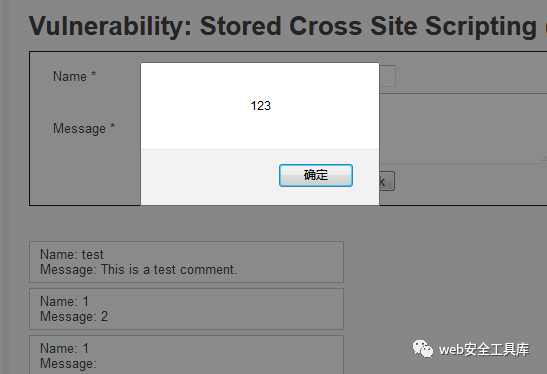 Vulnerability: Stored Cross Site Scripting (
Name *
123
Message *
确定
k
Name: test
Message: This is a test comment.
Name: 1
Message: 2
Name: 1
Message:
web安全工具库